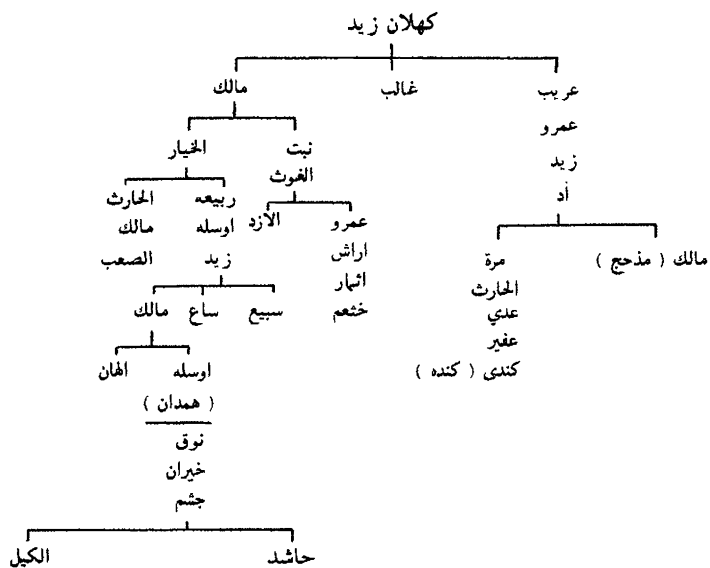 كهلان زيد
عريب غالب مالك
عمرو
زيد
أد
نبت الخيار
الغوث
ربيعه الحارث
عمرو الازد اوسله مالك
مالك ( مذحج ) مرة اراش زيد الصعب
الحارث انمار
عدي خثعم سبيع ساع مالك
عفير
كندى ( كنده ) اوسله الهان
( همدان )
نوق
خيران
جشم
حاشد الكيل